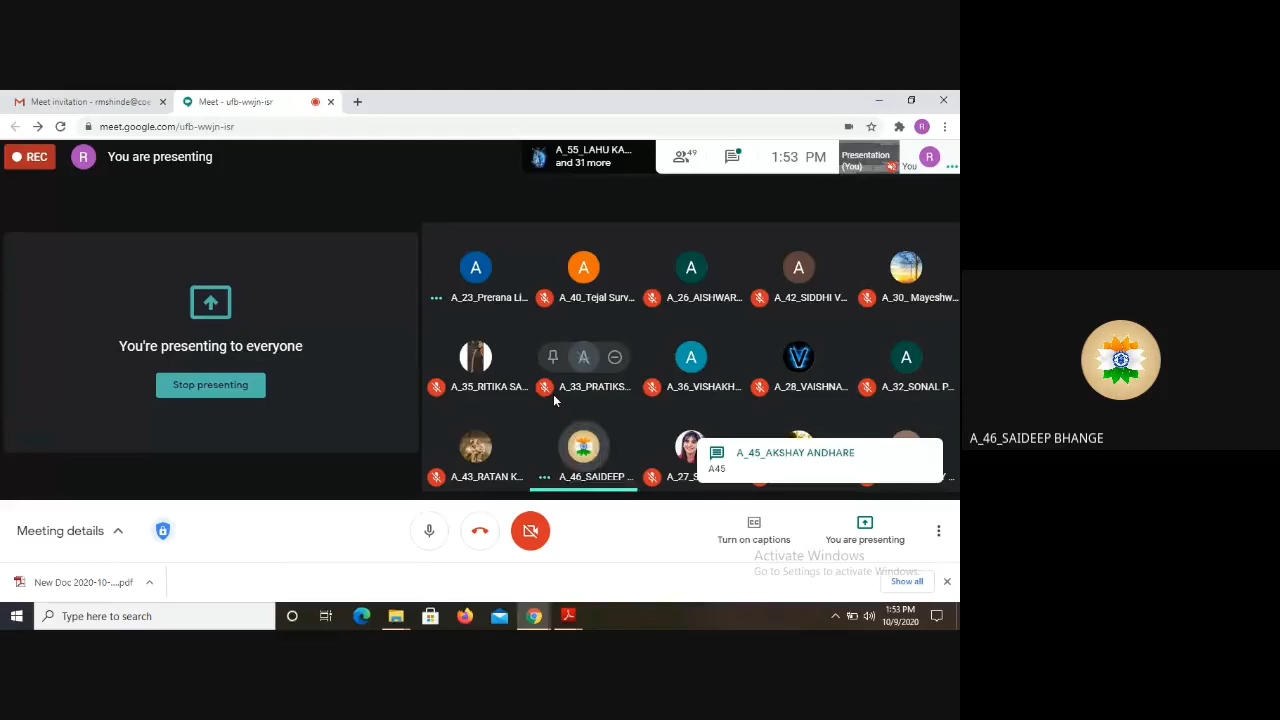 Meet invitation - rmshinde@coe
Meet - ufb-wwjn-isr
meet.google.com/ufb-wwjn-isr
R
REC
R
You are presenting
A_55_LAHU KA...
and 31 more
49
1:53 PM
Presentation
(You)
You
R
You're presenting to everyone
Stop presenting
A
A
A
A
A_23_Prerana Li...
A_40_Tejal Surv...
A_26_AISHWAR...
A_42_SIDDHI V...
A_30_ Mayeshw...
A
A
V
A
A_35_RITIKA SA...
A_33_PRATIKS...
A_36_VISHAKH...
A_28_VAISHNA...
A_32_SONAL P...
A_43_RATAN K...
A_46_SAIDEEP ...
A_27_S
A_45_AKSHAY ANDHARE
A45
A_46_SAIDEEP BHANGE
Meeting details
CC
Turn on captions
You are presenting
Activate Windows
Go to Settings to activate Windows.
New Doc 2020-10-....pdf
Show all
Type here to search
1:53 PM
10/9/2020